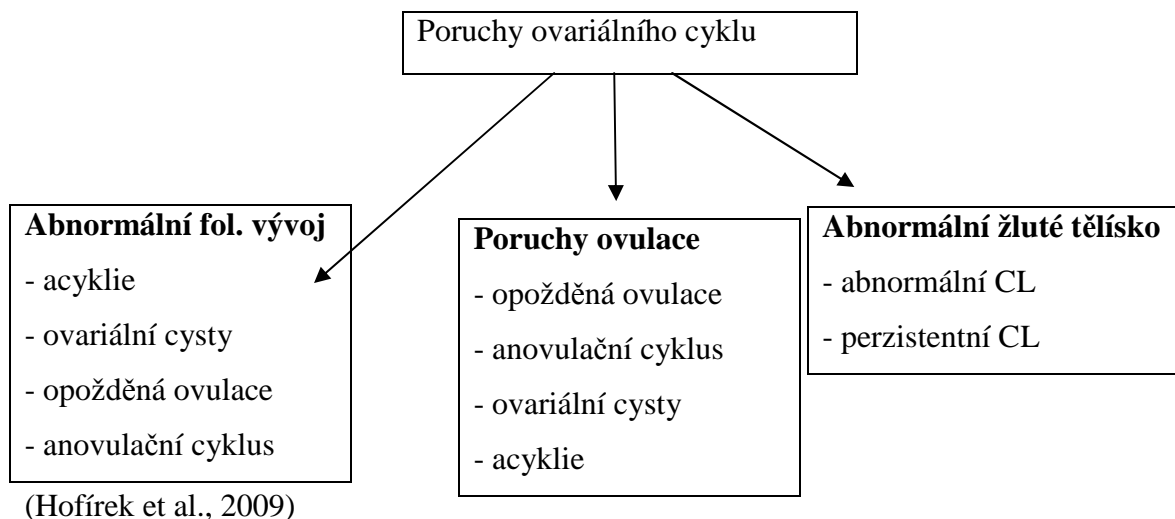 Poruchy ovariálního cyklu
Abnormální fol. vývoj
- acyklie
- ovariální cysty
- opožděná ovulace
- anovulační cyklus
(Hofírek et al., 2009)
Poruchy ovulace
- opožděná ovulace
- anovulační cyklus
- ovariální cysty
- acyklie
Abnormální žluté tělísko
- abnormální CL
- perzistentní CL